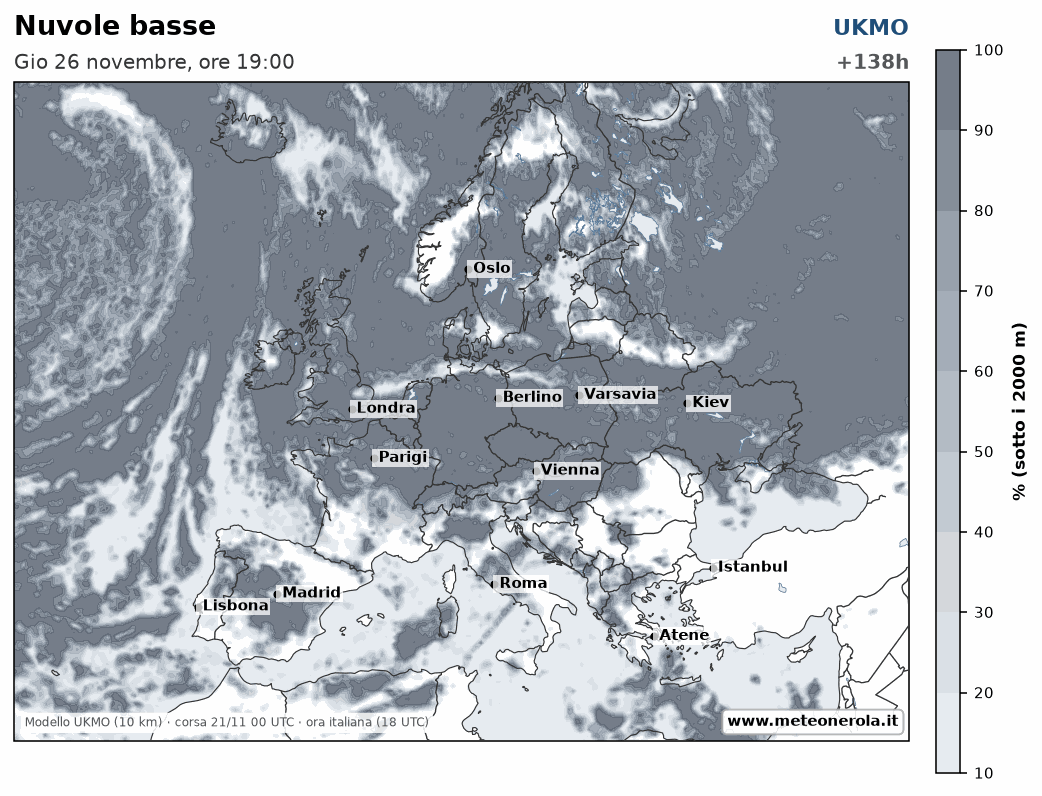 Nuvole basse
UKMO
Gio 26 novembre, ore 19:00
+138h
100
90
80
70
60
50
40
30
20
10
% (sotto i 2000 m)
Oslo
Londra
Berlino
Varsavia
Kiev
Parigi
Vienna
Istanbul
Roma
Madrid
Lisbona
Atene
Modello UKMO (10 km) · corsa 21/11 00 UTC · ora italiana (18 UTC)
www.meteonerola.it